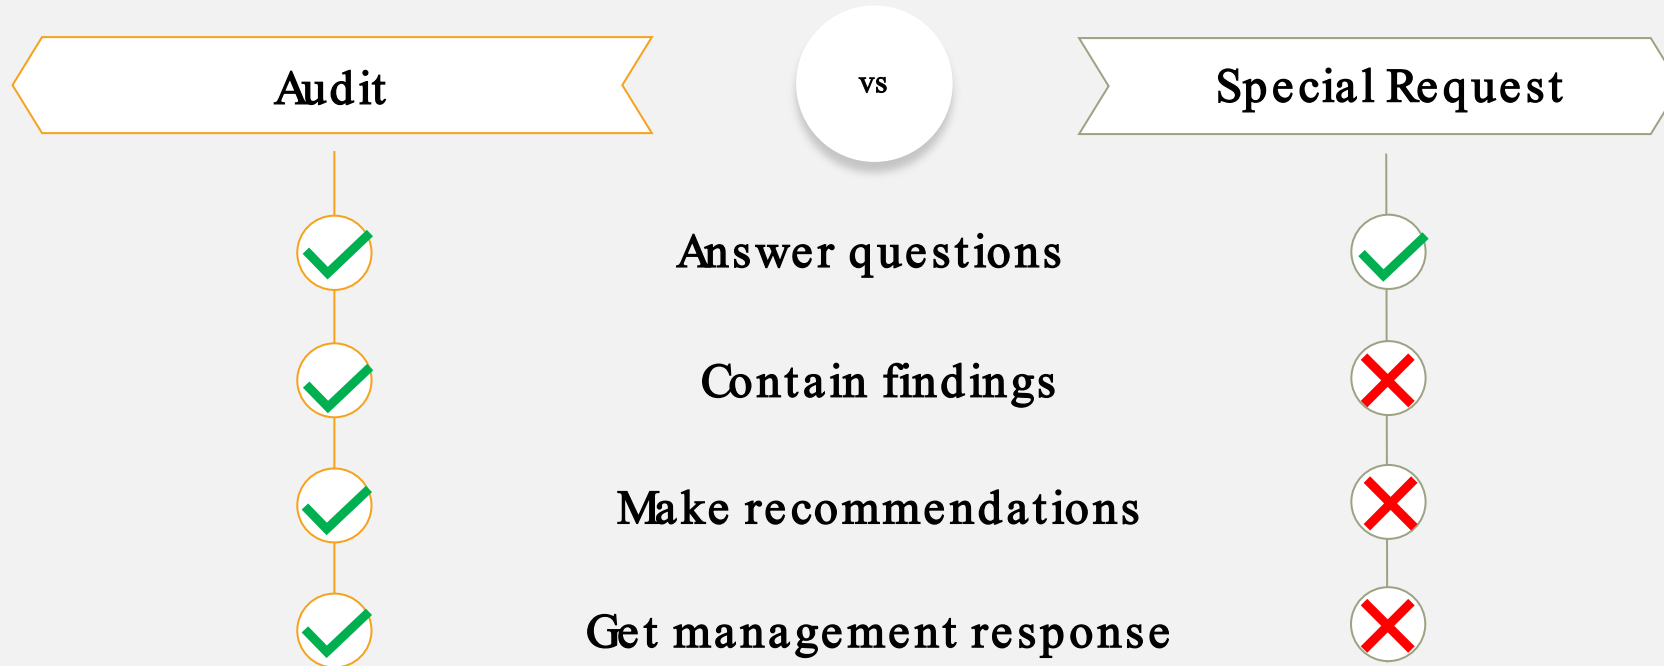 Audit
vs
Special Request
Answer questions
Contain findings
Make recommendations
Get management response